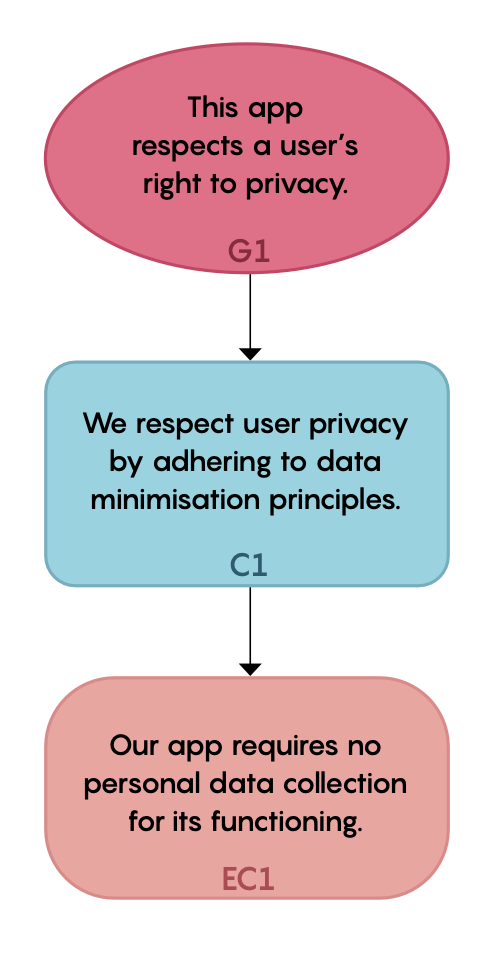 This app
respects a user’s
right to privacy.
G1
We respect user privacy
by adhering to data
minimisation principles.
C1
Our app requires no
personal data collection
for its functioning.
EC1